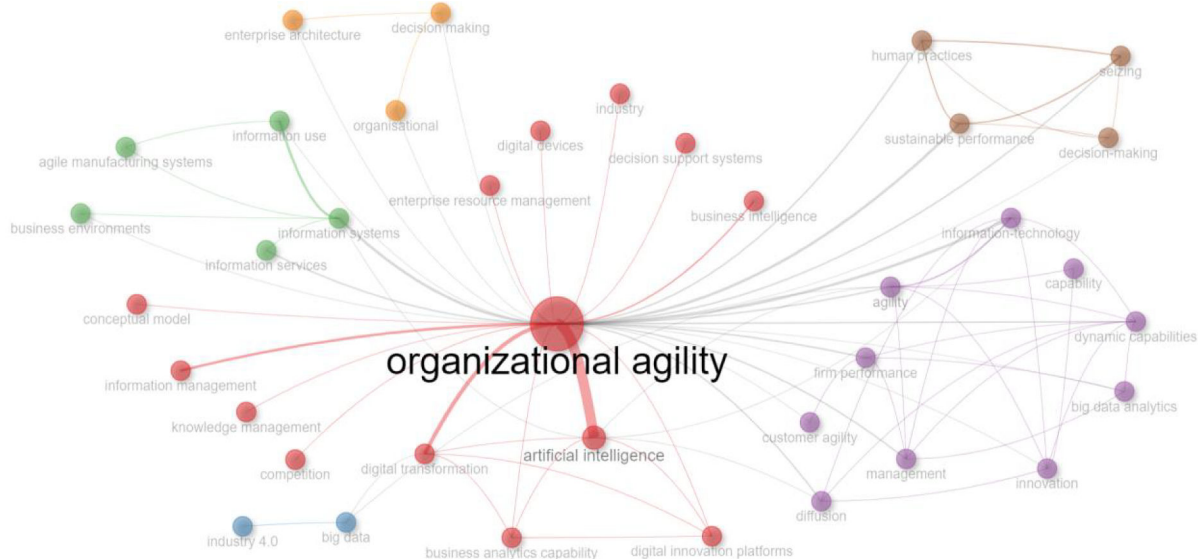 enterprise architecture
decision making
organisational
information use
agile manufacturing systems
business environments
information systems
information services
industry
digital devices
decision support systems
enterprise resource management
business intelligence
human practices
seizing
sustainable performance
decision-making
information-technology
capability
agility
dynamic capabilities
firm performance
big data analytics
customer agility
management
innovation
diffusion
conceptual model
organizational agility
information management
knowledge management
competition
digital transformation
artificial intelligence
industry 4.0
big data
business analytics capability
digital innovation platforms